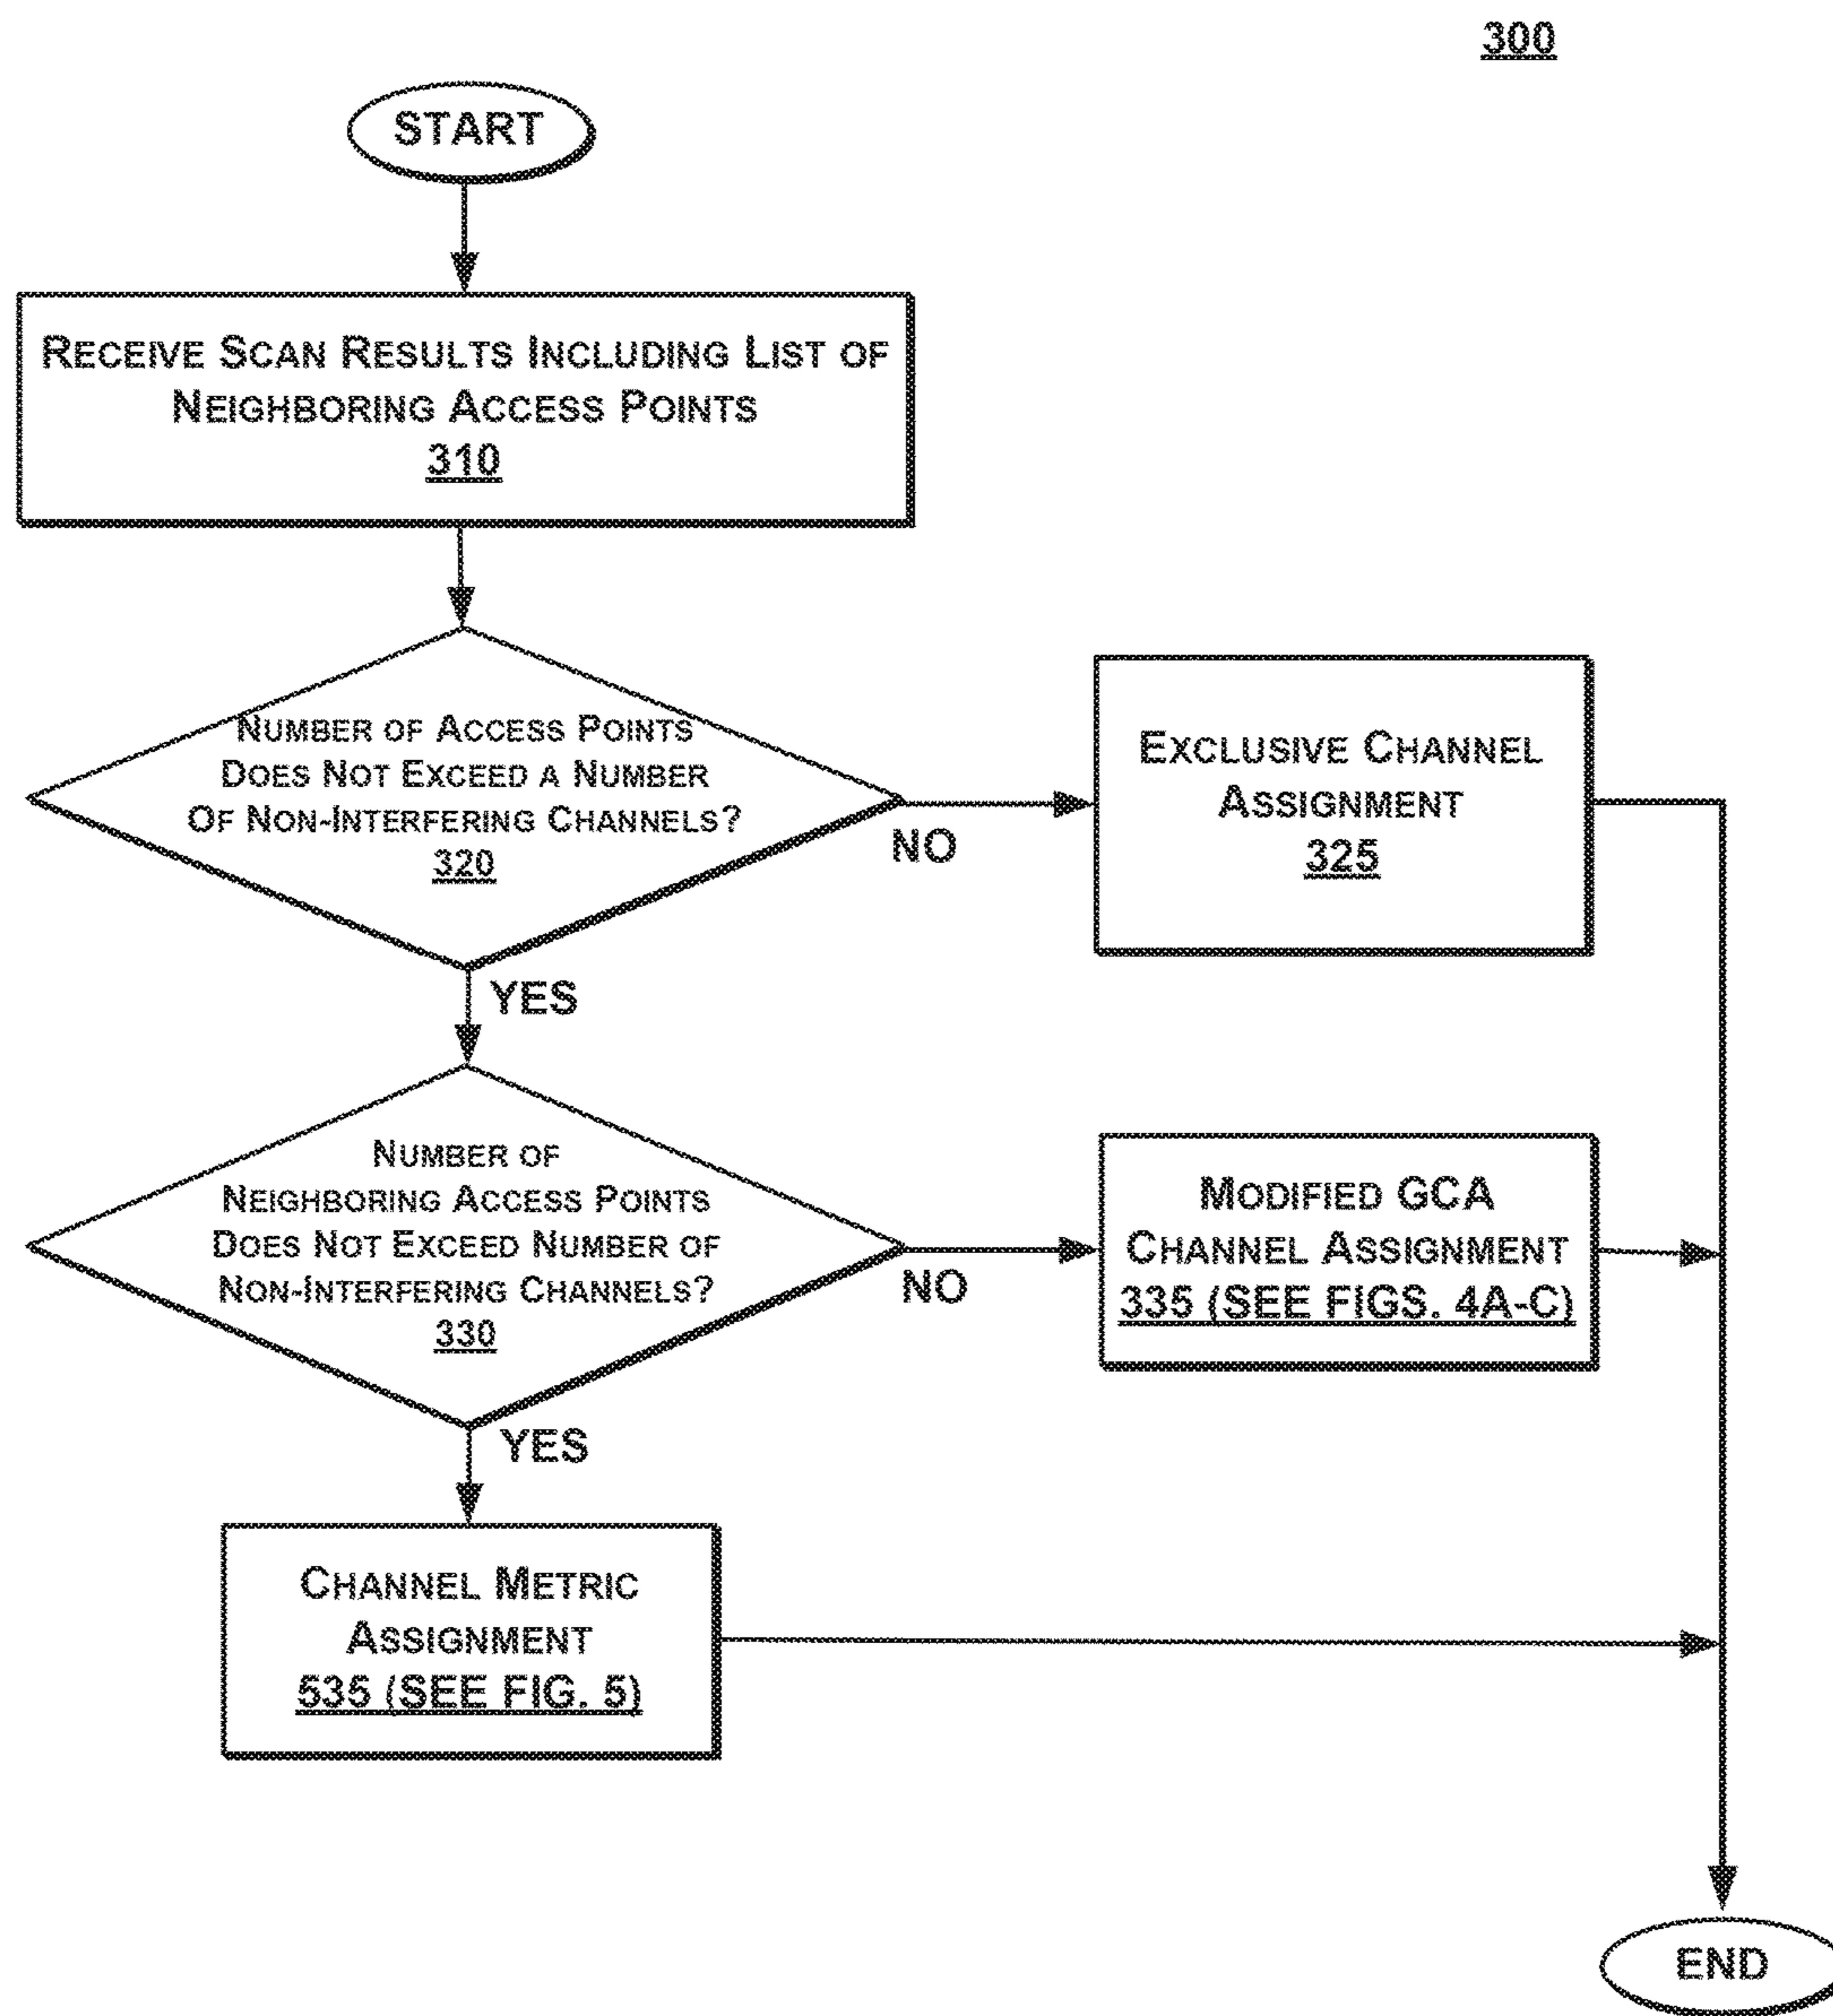 300
START
RECEIVE SCAN RESULTS INCLUDING LIST OF
NEIGHBORING ACCESS POINTS
310
NUMBER OF ACCESS POINTS
DOES NOT EXCEED A NUMBER
OF NON-INTERFERING CHANNELS?
320
NO
EXCLUSIVE CHANNEL
ASSIGNMENT
325
YES
NUMBER OF
NEIGHBORING ACCESS POINTS
DOES NOT EXCEED NUMBER OF
NON-INTERFERING CHANNELS?
330
NO
MODIFIED GCA
CHANNEL ASSIGNMENT
335 (SEE FIGS. 4A-C)
YES
CHANNEL METRIC
ASSIGNMENT
535 (SEE FIG. 5)
END